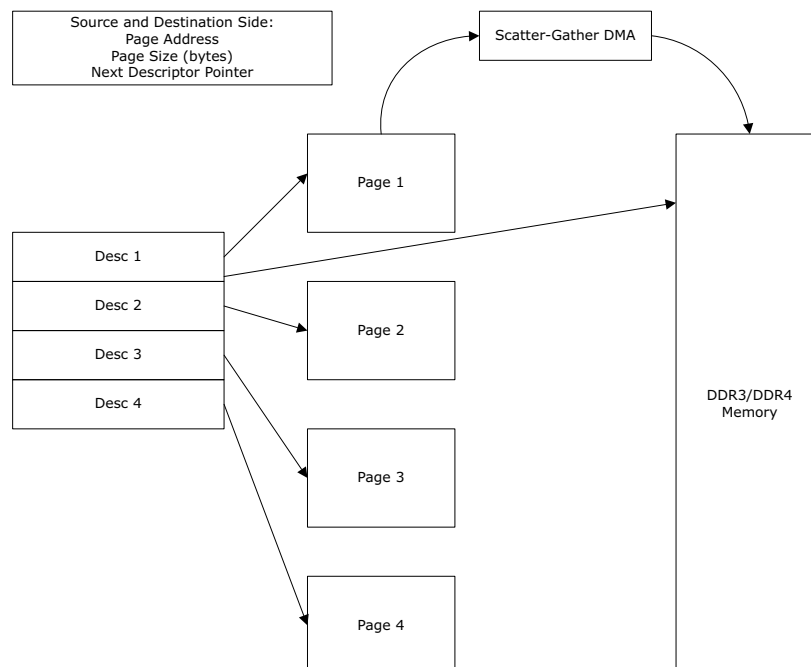 Source and Destination Side:
Page Address
Page Size (bytes)
Next Descriptor Pointer
Scatter-Gather DMA
Page 1
Desc 1
Desc 2
Desc 3
Desc 4
Page 2
Page 3
Page 4
DDR3/DDR4
Memory